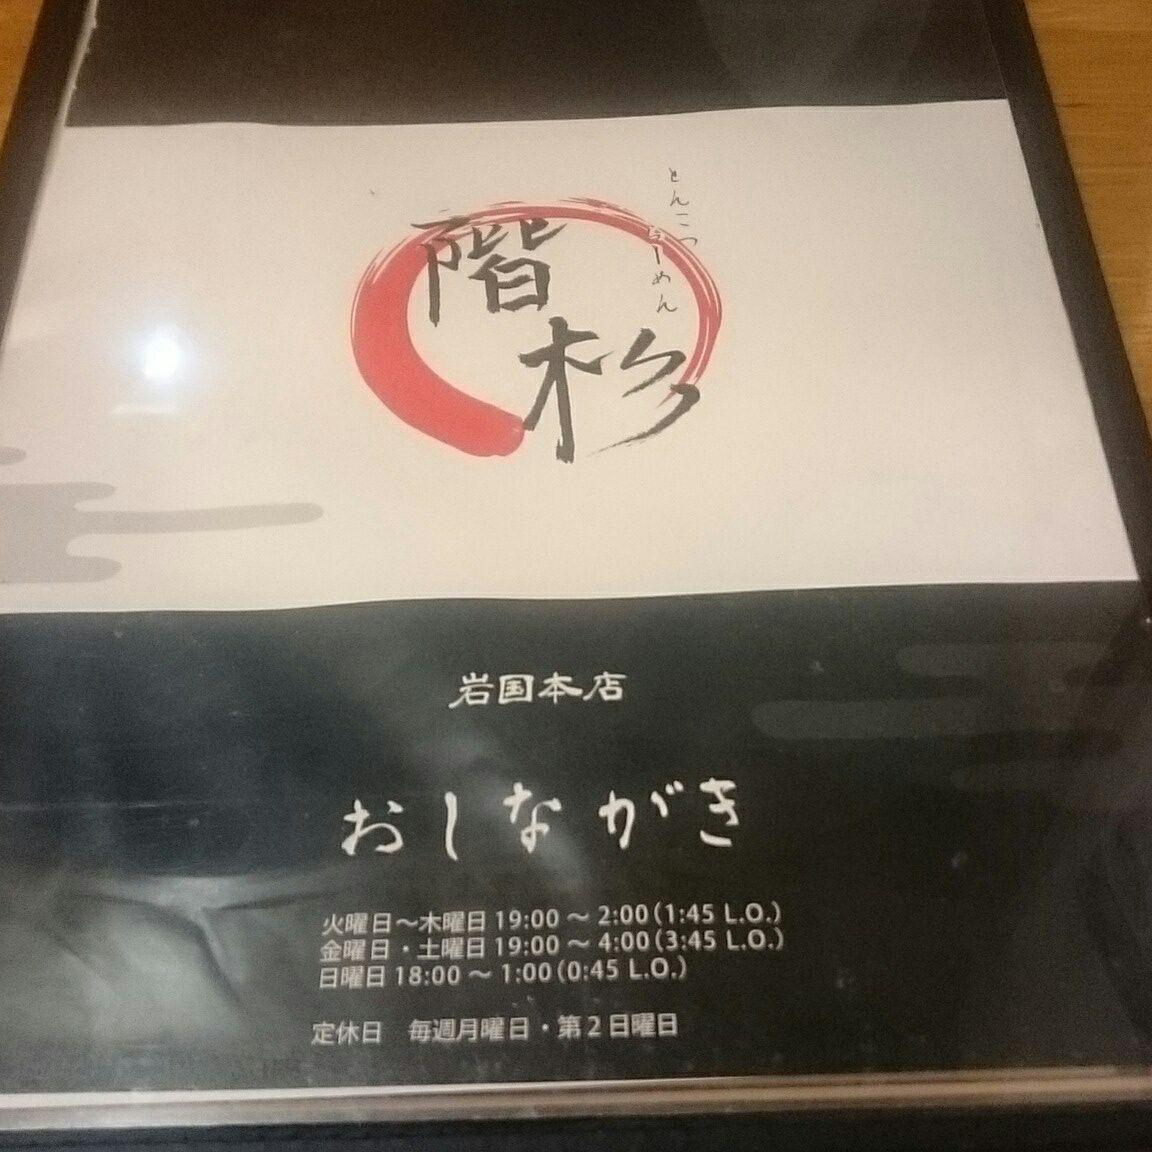 とんこつらーめん
階杉
岩国本店
おしながき
火曜日～木曜日 19:00 ～ 2:00（1:45 L.O.）
金曜日・土曜日 19:00 ～ 4:00（3:45 L.O.）
日曜日 18:00 ～ 1:00（0:45 L.O.）
定休日　毎週月曜日・第２日曜日